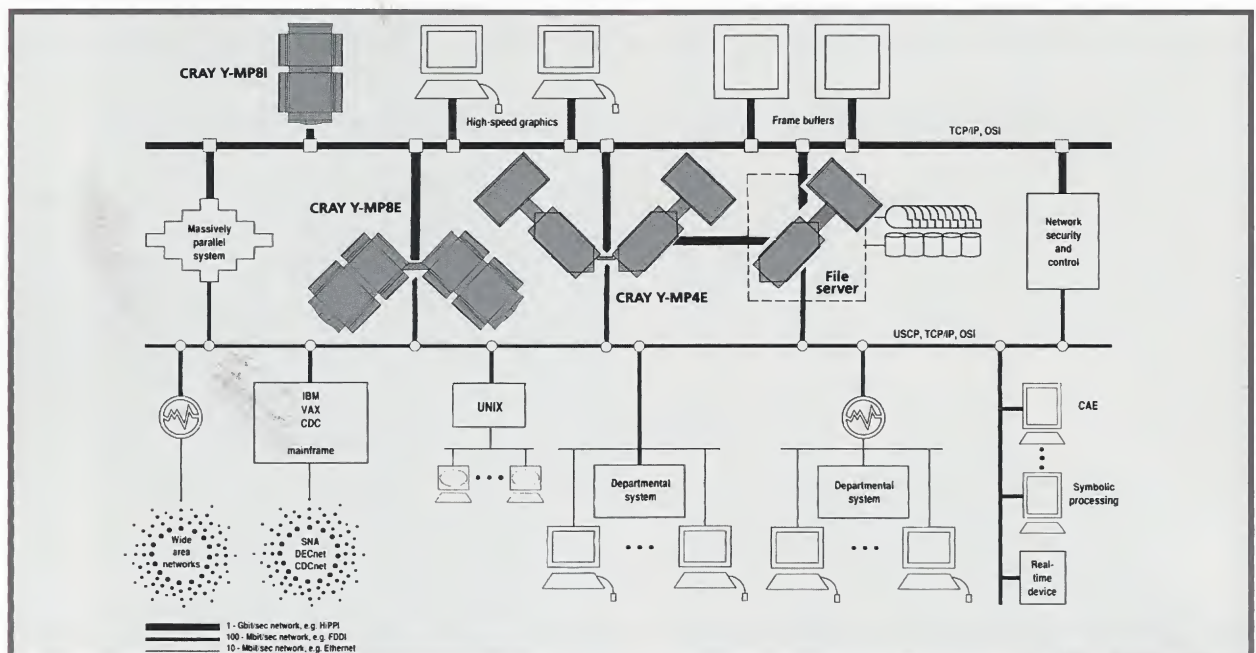 CRAY Y-MP8I
High-speed graphics
Frame buffers
TCP/IP, OSI
CRAY Y-MP8E
Massively
parallel
system
Network
security
and
control
File
server
CRAY Y-MP4E
USCP, TCP/IP, OSI
IBM
VAX
CDC
mainframe
UNIX
CAE
Departmental
system
Departmental
system
Symbolic
processing
Wide
area
networks
SNA
DECnet
CDCnet
Real-
time
device
1 - Gbit/sec network, e.g. HiPPI
100 - Mbit/sec network, e.g. FDDI
10 - Mbit/sec network, e.g. Ethernet